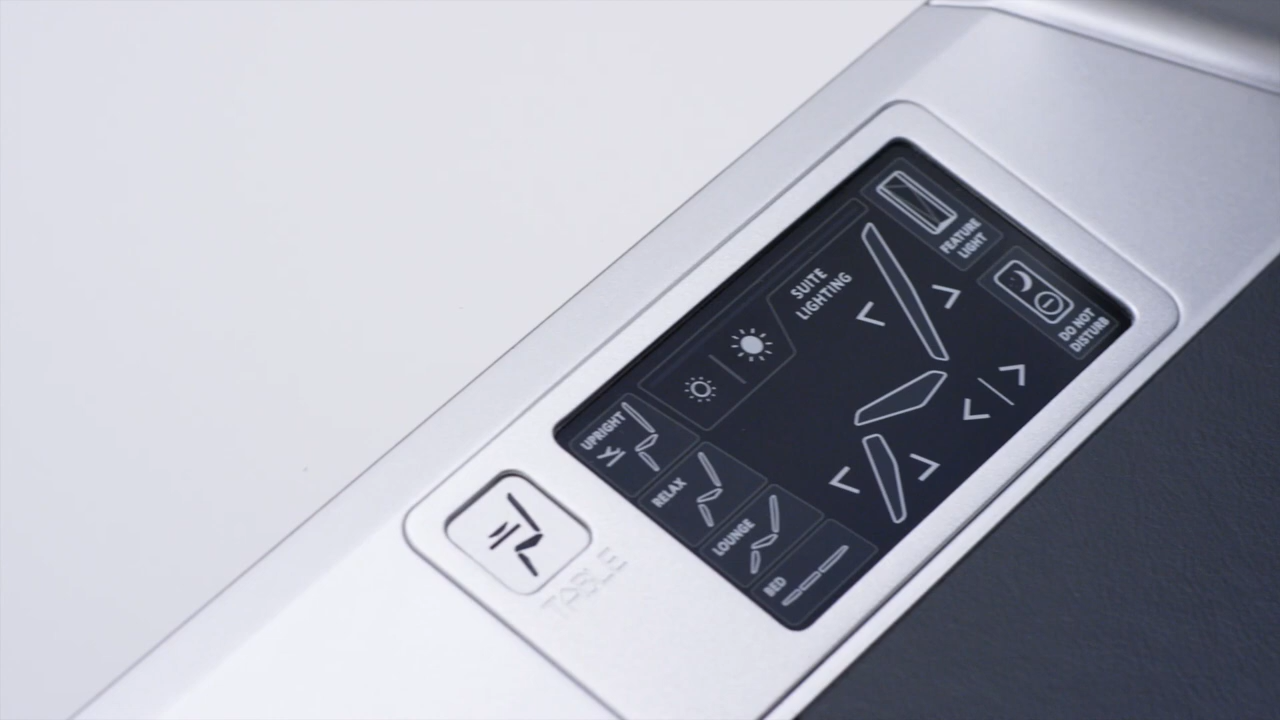 FEATURE
LIGHT
DO NOT
DISTURB
SUITE
LIGHTING
UPRIGHT
RELAX
LOUNGE
BED
TABLE